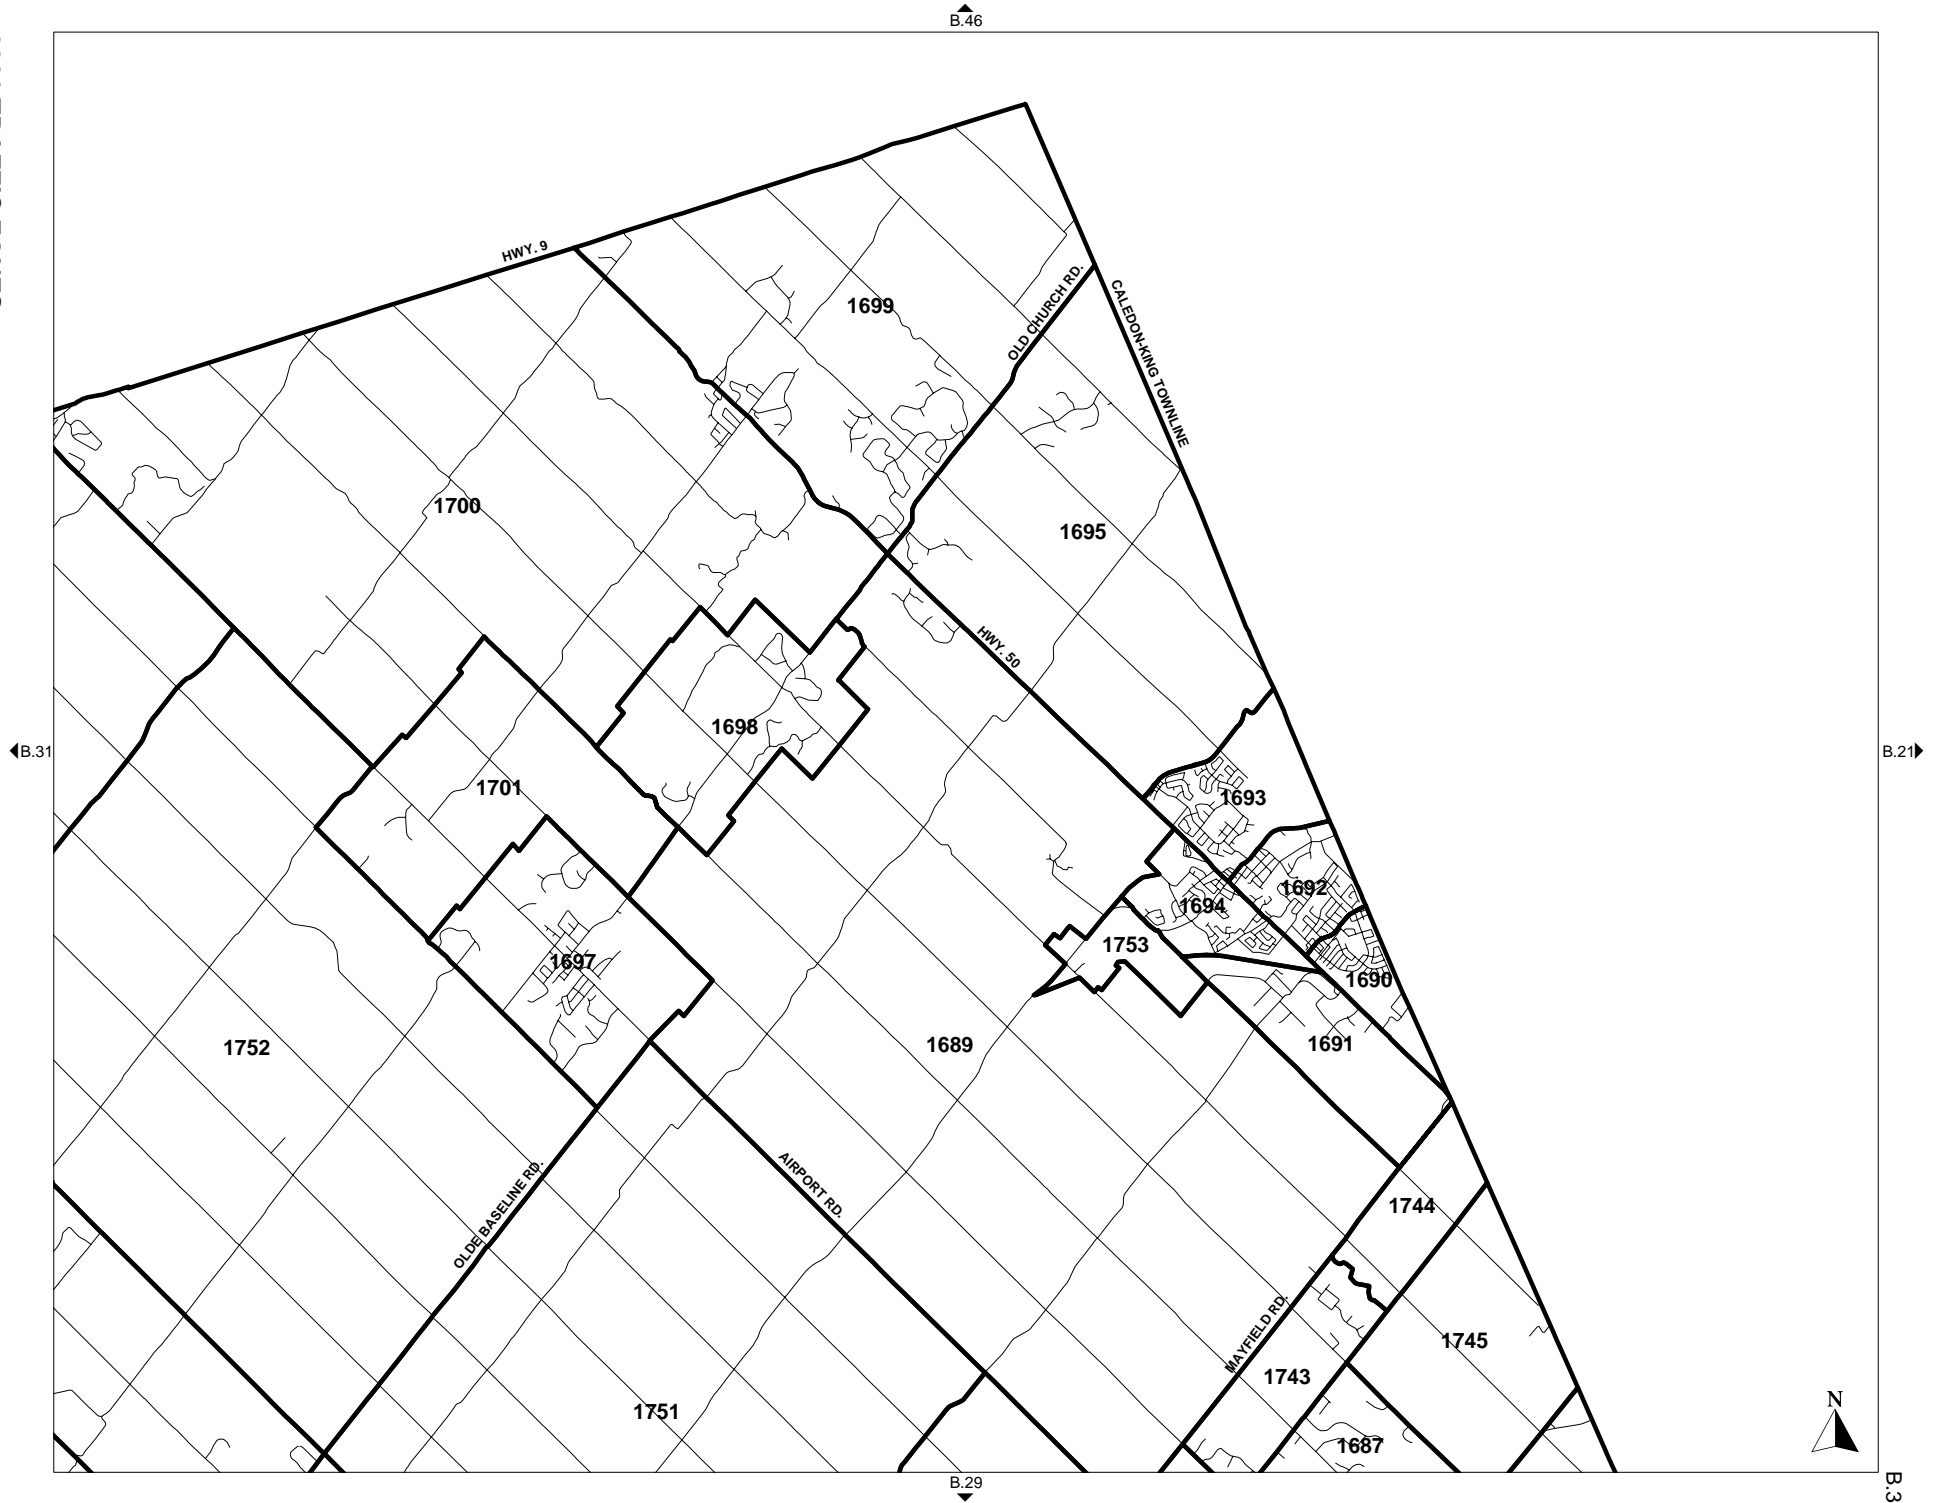 B.46
HWY. 9
1699
OLD CHURCH RD.
CALEDON-KING TOWNLINE
1700
1695
HWY. 50
1698
B.31
B.21
1701
1693
1692
1694
1753
1697
1690
1689
1691
1752
AIRPORT RD.
OLDE BASELINE RD.
1744
MAYFIELD RD.
1745
1743
1751
1687
N
B.29
B.3